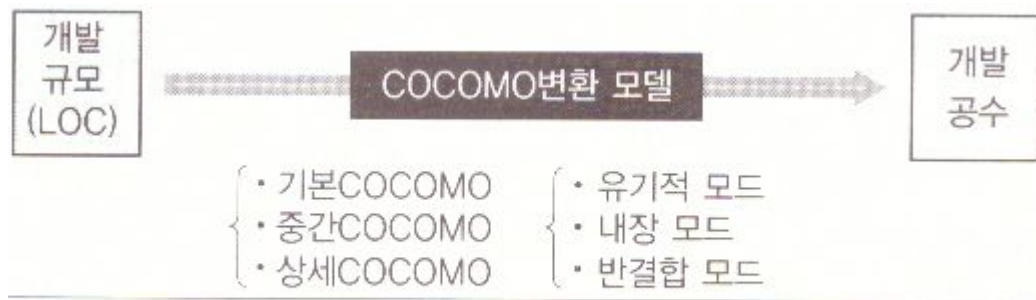 개발
규모
(LOC)
COCOMO변환 모델
개발
공수
· 기본COCOMO
· 중간COCOMO
· 상세COCOMO
· 유기적 모드
· 내장 모드
· 반결합 모드